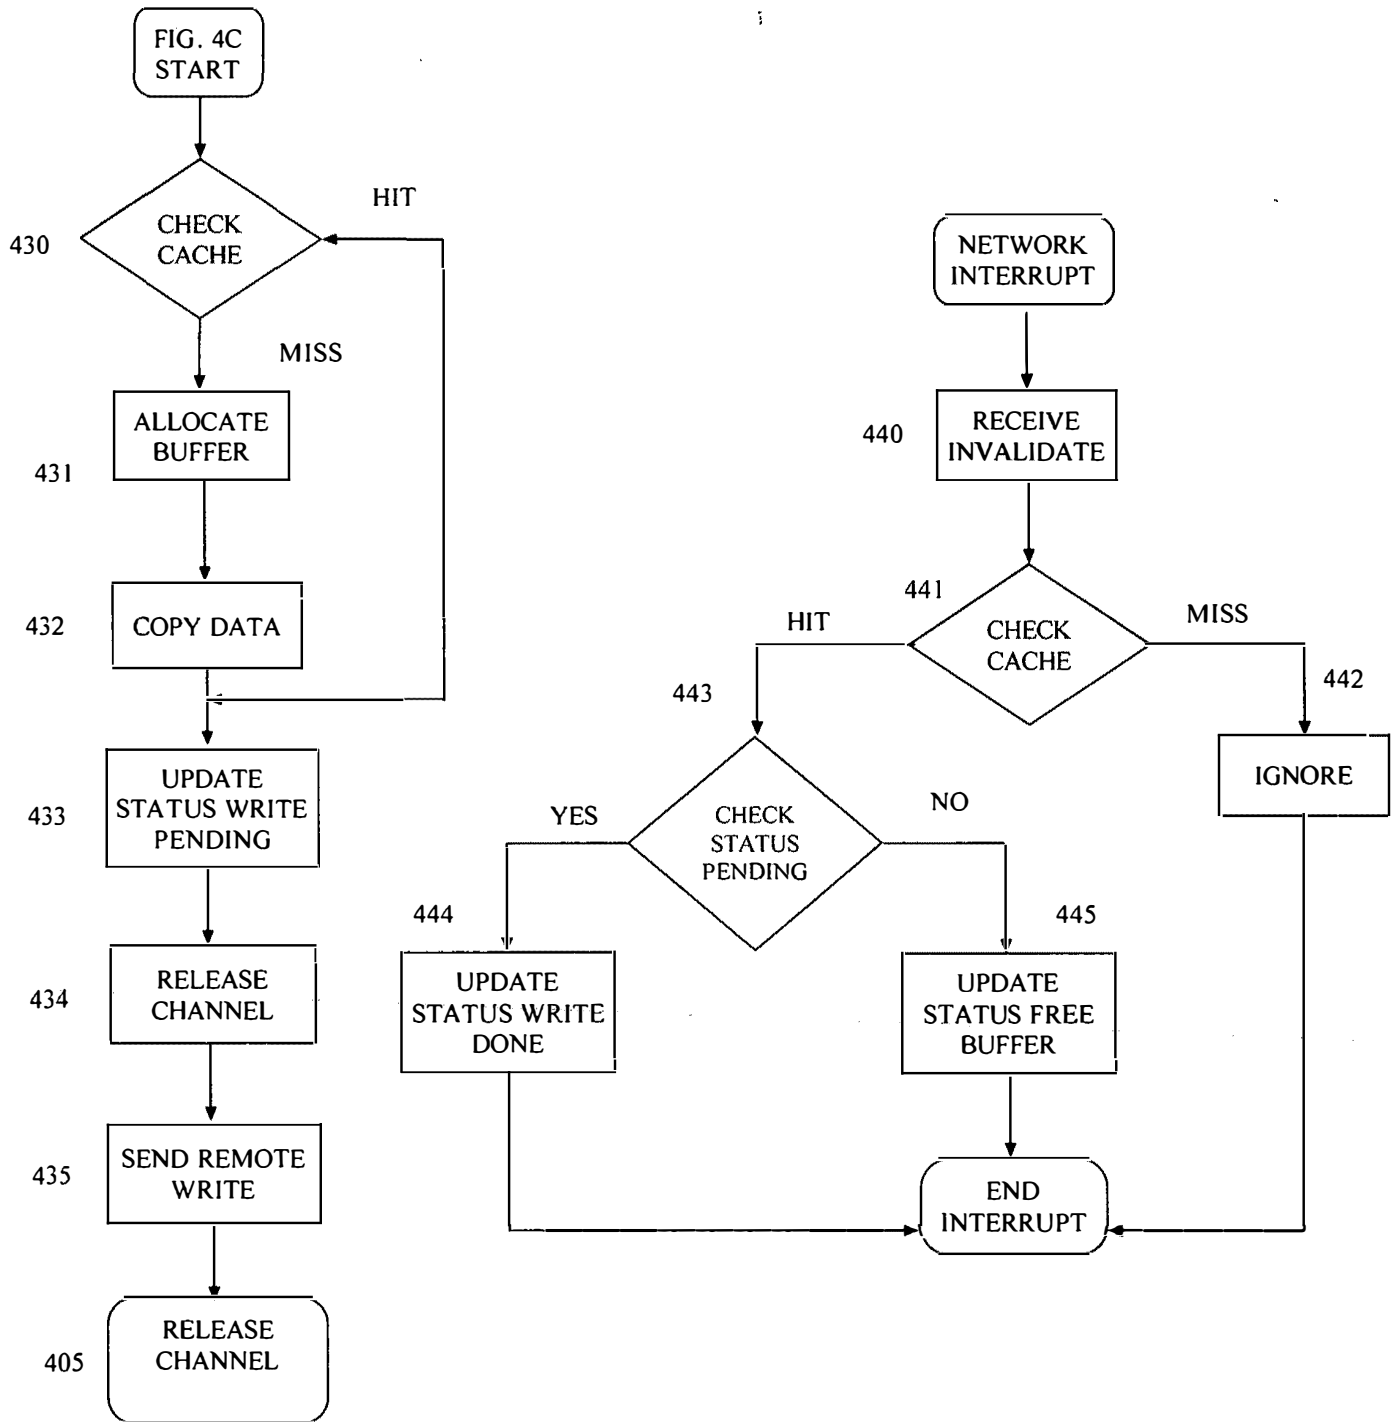 FIG. 4C
START
HIT
CHECK
CACHE
430
MISS
ALLOCATE
BUFFER
431
COPY DATA
432
UPDATE
STATUS WRITE
PENDING
433
RELEASE
CHANNEL
434
SEND REMOTE
WRITE
435
RELEASE
CHANNEL
405
NETWORK
INTERRUPT
RECEIVE
INVALIDATE
440
441
CHECK
CACHE
HIT
MISS
443
442
IGNORE
CHECK
STATUS
PENDING
YES
NO
444
445
UPDATE
STATUS WRITE
DONE
UPDATE
STATUS FREE
BUFFER
END
INTERRUPT